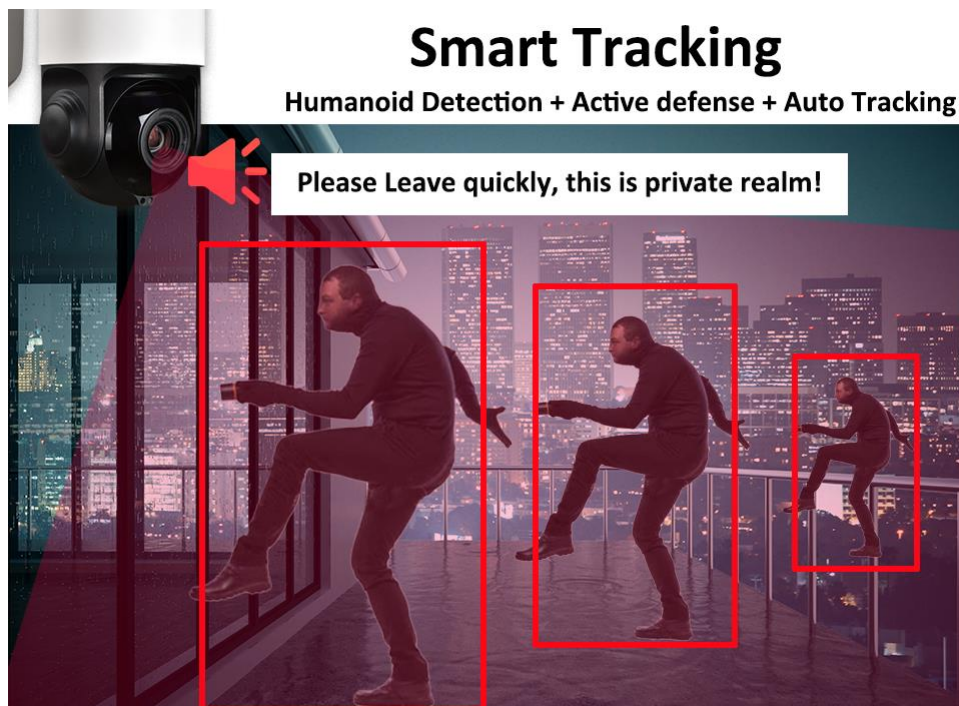 Smart Tracking
Humanoid Detection + Active defense + Auto Tracking
Please Leave quickly, this is private realm!